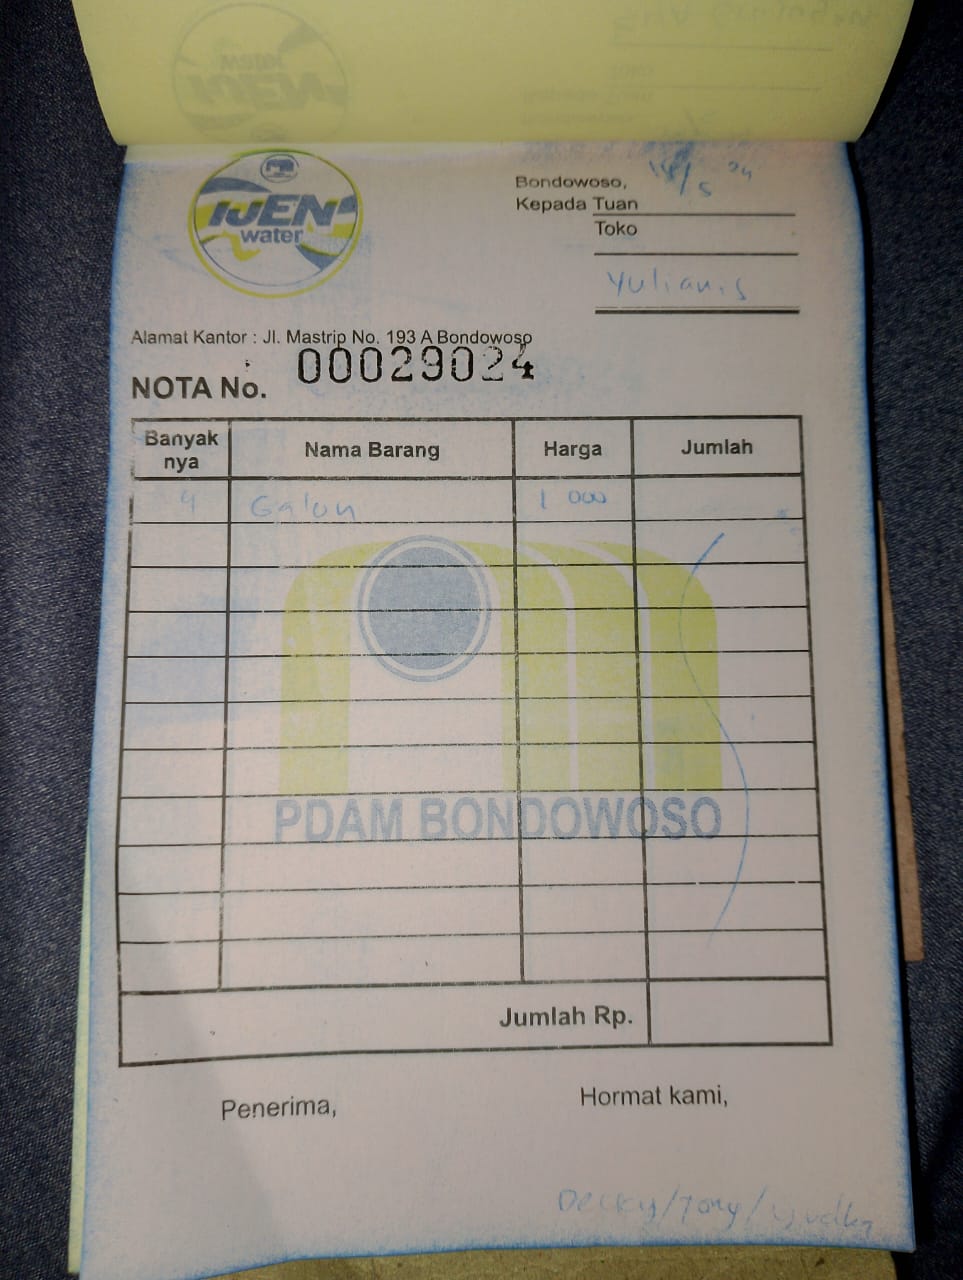 IJEN
water
Bondowoso, 14/5 24
Kepada Tuan
Toko
Yulianis
Alamat Kantor : Jl. Mastrip No. 193 A Bondowoso
NOTA No. 00029024
Banyak nya Nama Barang Harga Jumlah
4 Galon 1 000
PDAM BONDOWOSO
Jumlah Rp.
Penerima, Hormat kami,
Decky/Tony/